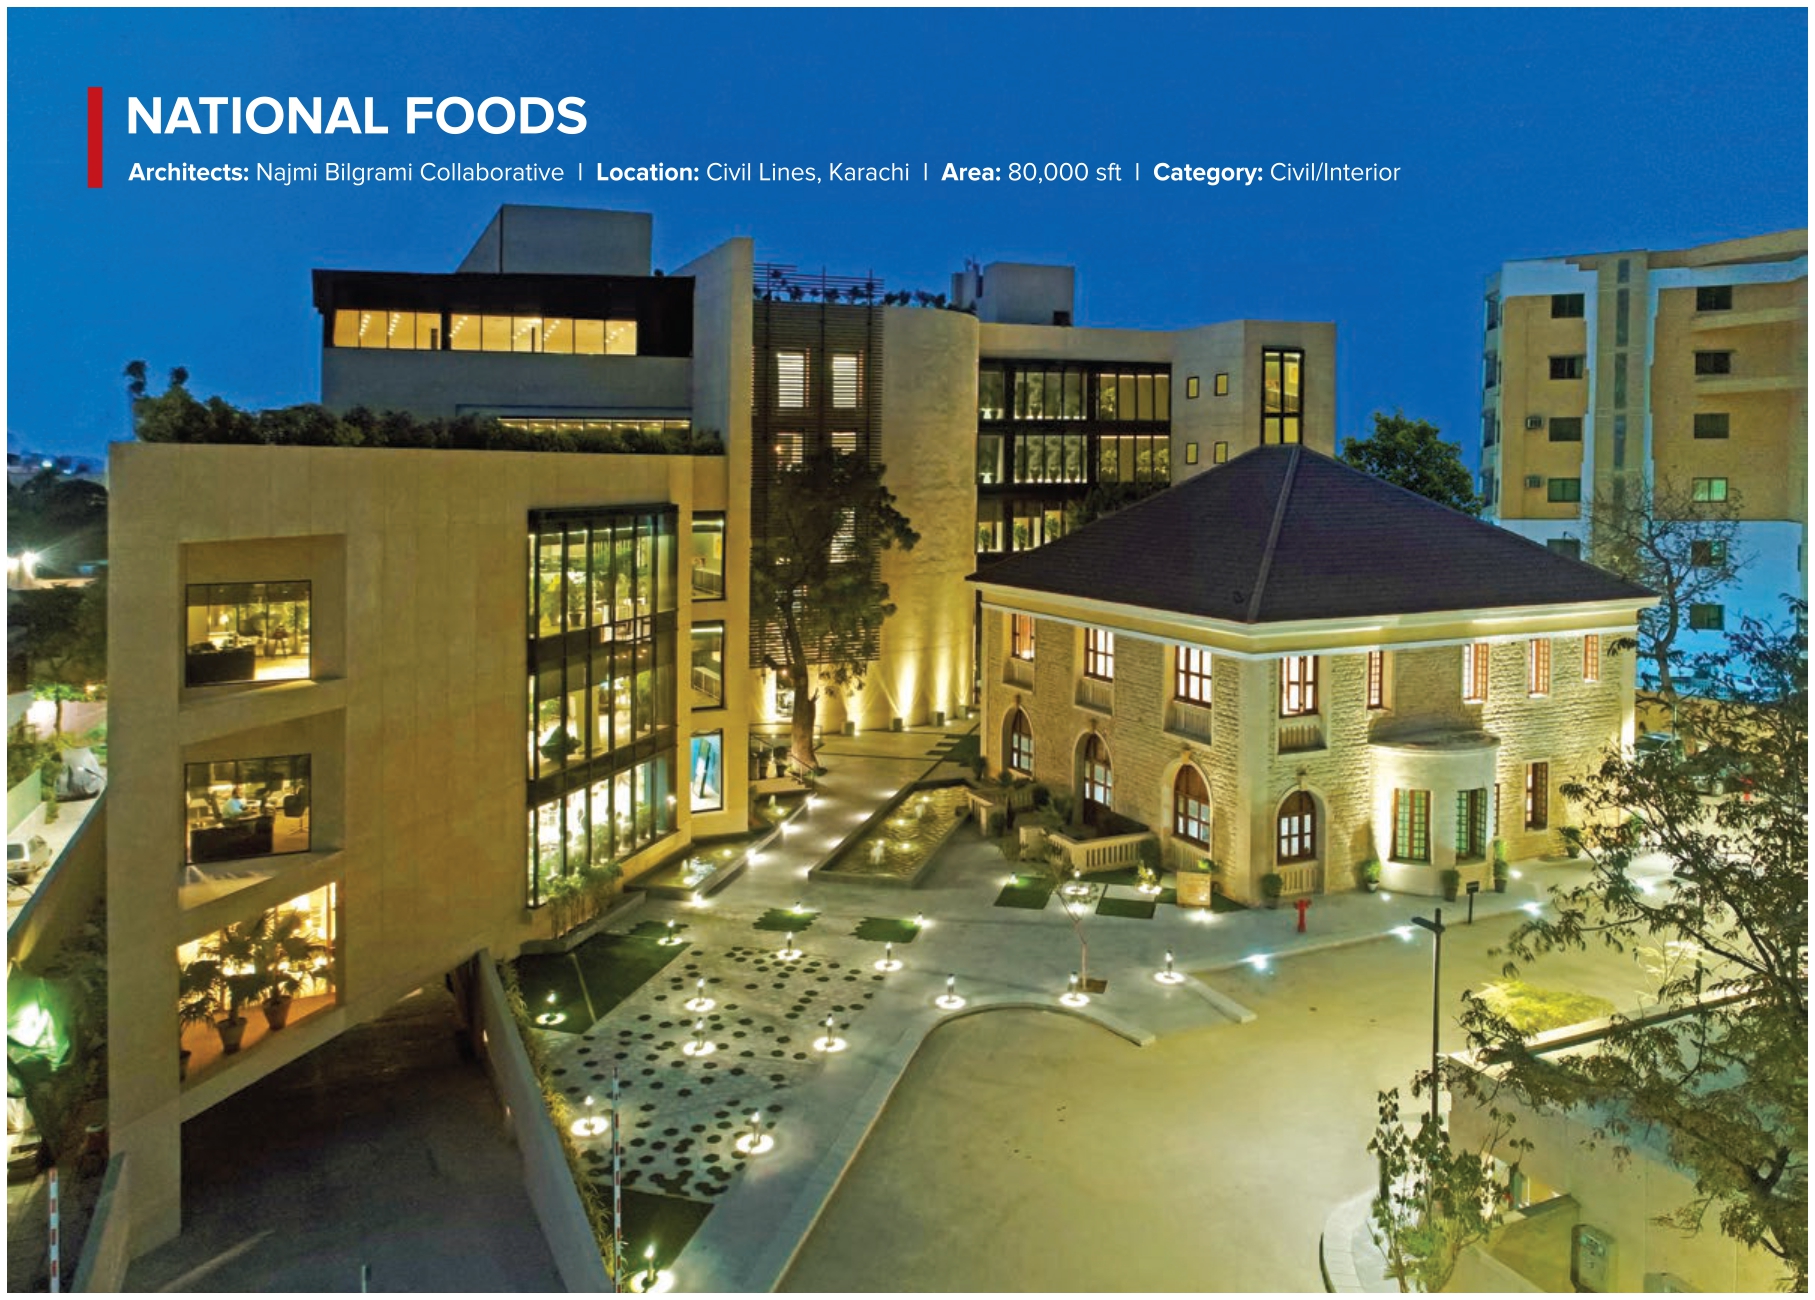 NATIONAL FOODS
Architects: Najmi Bilgrami Collaborative | Location: Civil Lines, Karachi | Area: 80,000 sft | Category: Civil/Interior